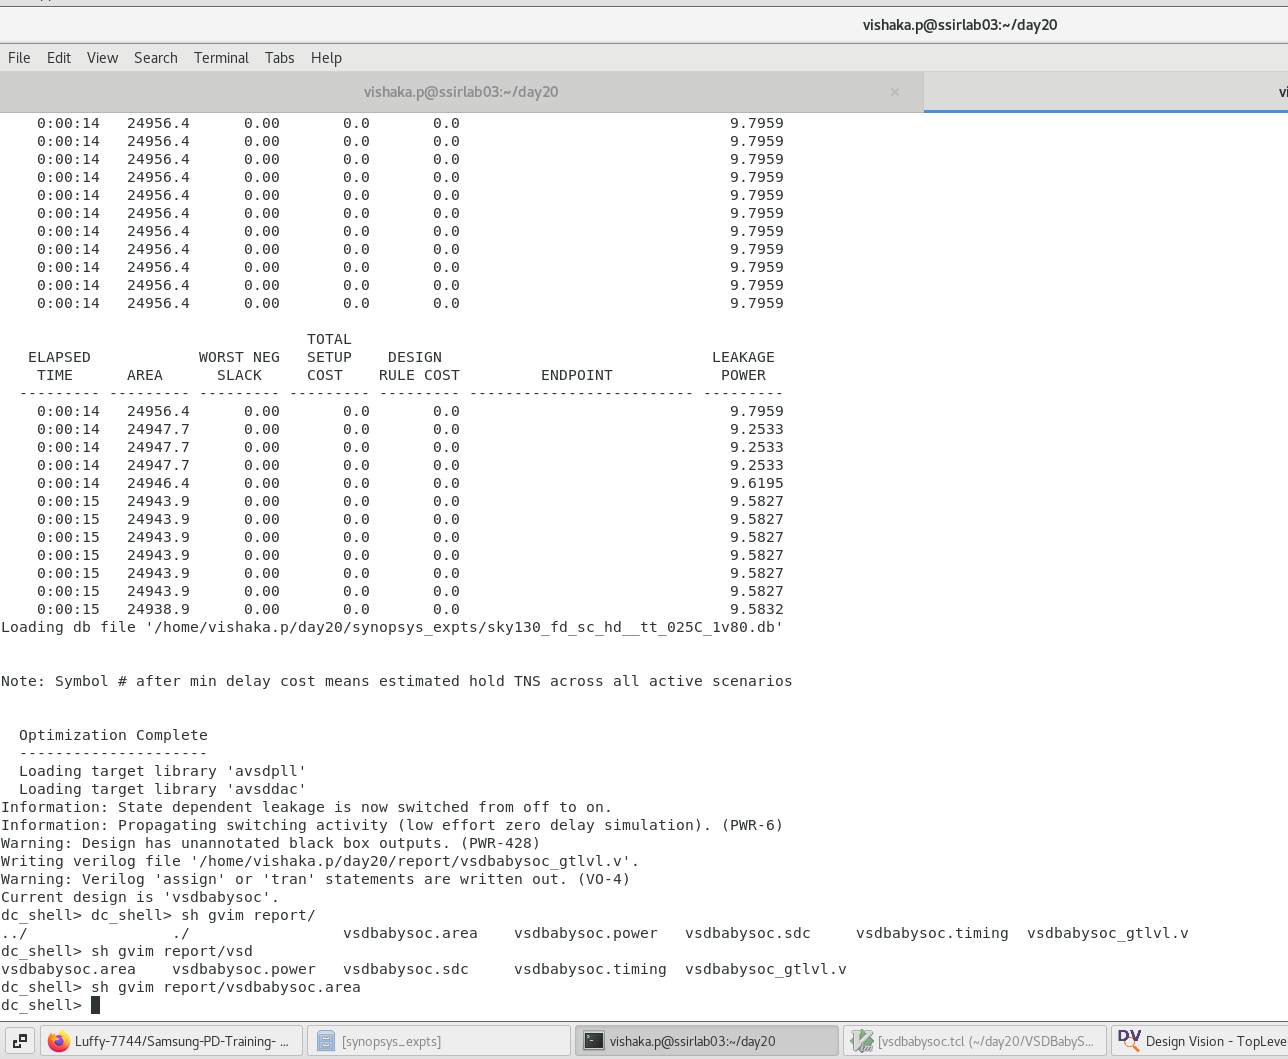 vishaka.p@ssirlab03:~/day20
File Edit View Search Terminal Tabs Help
vishaka.p@ssirlab03:~/day20 ×
0:00:14 24956.4 0.00 0.0 0.0 9.7959
0:00:14 24956.4 0.00 0.0 0.0 9.7959
0:00:14 24956.4 0.00 0.0 0.0 9.7959
0:00:14 24956.4 0.00 0.0 0.0 9.7959
0:00:14 24956.4 0.00 0.0 0.0 9.7959
0:00:14 24956.4 0.00 0.0 0.0 9.7959
0:00:14 24956.4 0.00 0.0 0.0 9.7959
0:00:14 24956.4 0.00 0.0 0.0 9.7959
0:00:14 24956.4 0.00 0.0 0.0 9.7959
0:00:14 24956.4 0.00 0.0 0.0 9.7959
0:00:14 24956.4 0.00 0.0 0.0 9.7959
TOTAL
ELAPSED WORST NEG SETUP DESIGN LEAKAGE
TIME AREA SLACK COST RULE COST ENDPOINT POWER
--------- --------- --------- --------- --------- ------------------------- ---------
0:00:14 24956.4 0.00 0.0 0.0 9.7959
0:00:14 24947.7 0.00 0.0 0.0 9.2533
0:00:14 24947.7 0.00 0.0 0.0 9.2533
0:00:14 24947.7 0.00 0.0 0.0 9.2533
0:00:14 24946.4 0.00 0.0 0.0 9.6195
0:00:15 24943.9 0.00 0.0 0.0 9.5827
0:00:15 24943.9 0.00 0.0 0.0 9.5827
0:00:15 24943.9 0.00 0.0 0.0 9.5827
0:00:15 24943.9 0.00 0.0 0.0 9.5827
0:00:15 24943.9 0.00 0.0 0.0 9.5827
0:00:15 24943.9 0.00 0.0 0.0 9.5827
0:00:15 24938.9 0.00 0.0 0.0 9.5832
Loading db file '/home/vishaka.p/day20/synopsys_expts/sky130_fd_sc_hd__tt_025C_1v80.db'
Note: Symbol # after min delay cost means estimated hold TNS across all active scenarios
Optimization Complete
---------------------
Loading target library 'avsdpll'
Loading target library 'avsddac'
Information: State dependent leakage is now switched from off to on.
Information: Propagating switching activity (low effort zero delay simulation). (PWR-6)
Warning: Design has unannotated black box outputs. (PWR-428)
Writing verilog file '/home/vishaka.p/day20/report/vsdbabysoc_gtlvl.v'.
Warning: Verilog 'assign' or 'tran' statements are written out. (VO-4)
Current design is 'vsdbabysoc'.
dc_shell> dc_shell> sh gvim report/
../ ./ vsdbabysoc.area vsdbabysoc.power vsdbabysoc.sdc vsdbabysoc.timing vsdbabysoc_gtlvl.v
dc_shell> sh gvim report/vsd
vsdbabysoc.area vsdbabysoc.power vsdbabysoc.sdc vsdbabysoc.timing vsdbabysoc_gtlvl.v
dc_shell> sh gvim report/vsdbabysoc.area
dc_shell>
Luffy-7744/Samsung-PD-Training- ... [synopsys_expts] vishaka.p@ssirlab03:~/day20 [vsdbabysoc.tcl (~/day20/VSDBabyS... DV Design Vision - TopLeve